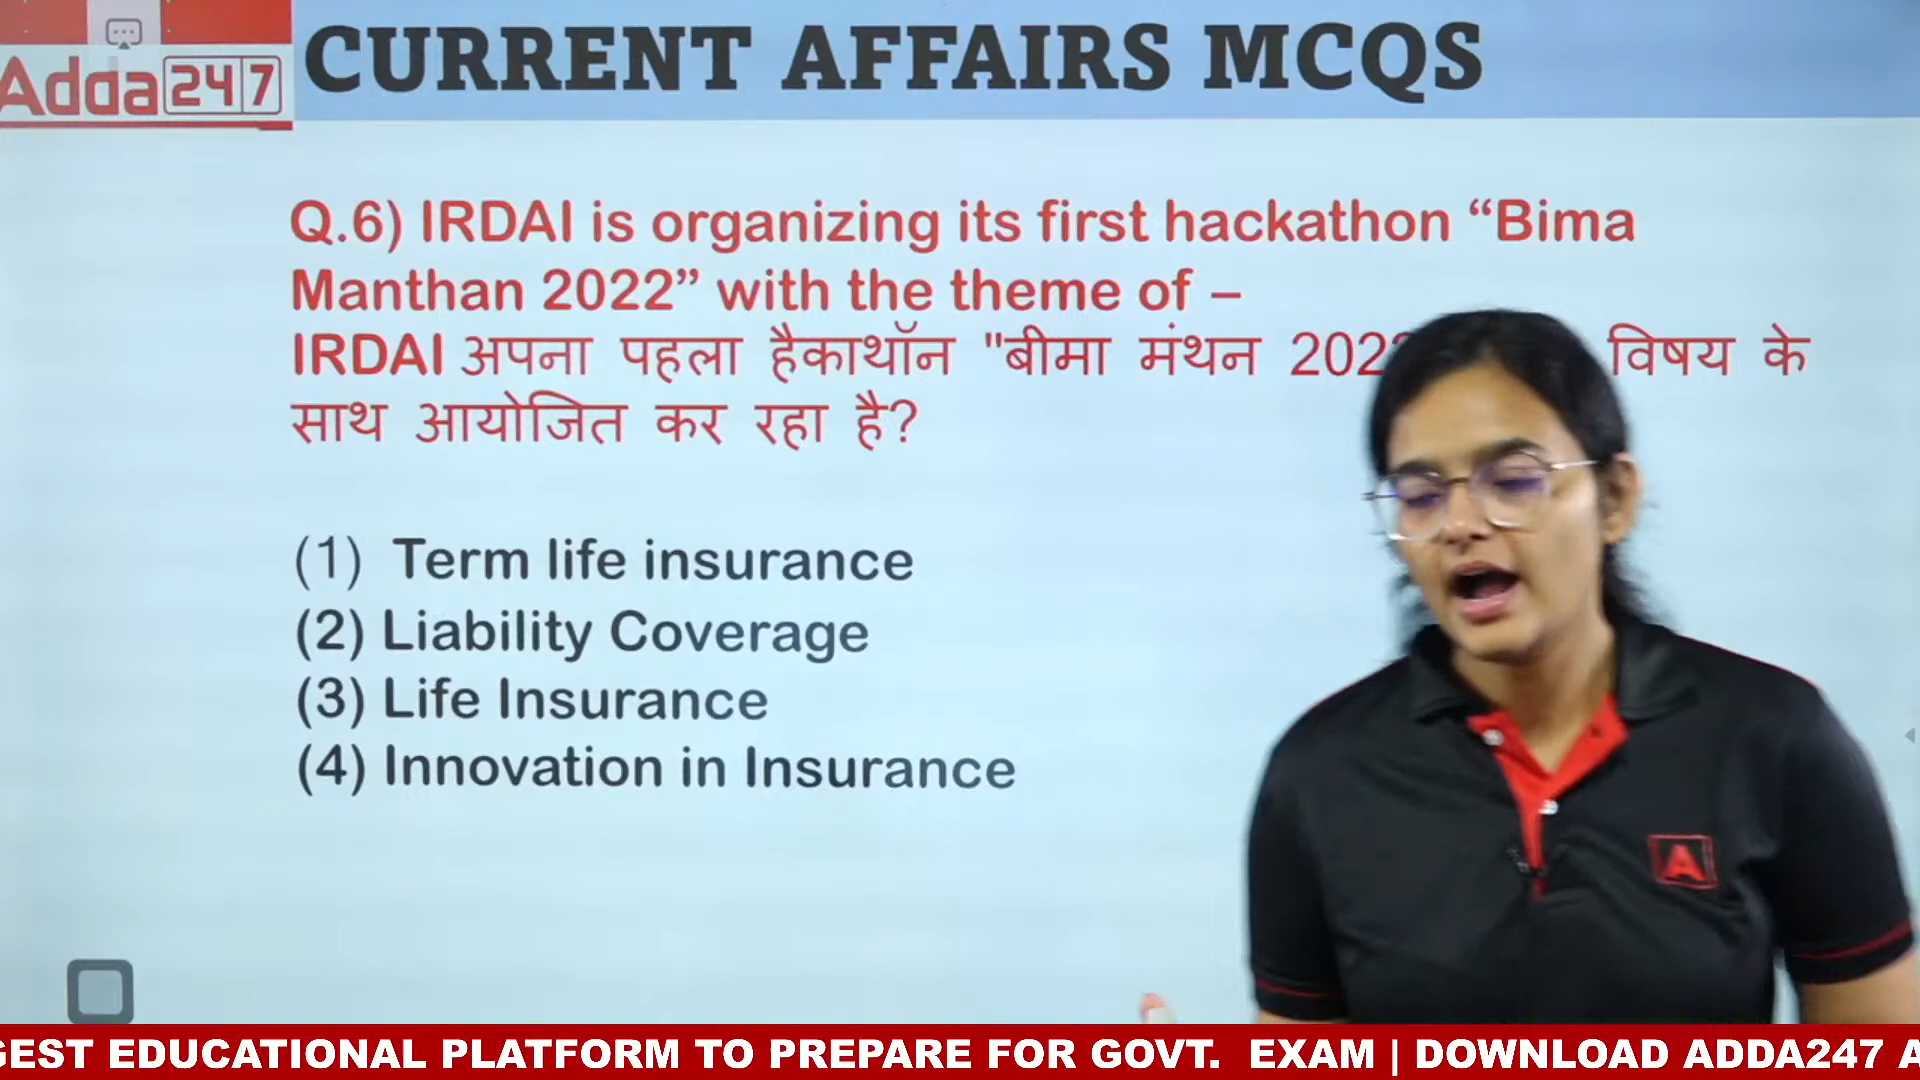 Adda247
CURRENT AFFAIRS MCQS
Q.6) IRDAI is organizing its first hackathon “Bima
Manthan 2022” with the theme of –
IRDAI अपना पहला हैकाथॉन "बीमा मंथन विषय के
साथ आयोजित कर रहा है?
(1) Term life insurance
(2) Liability Coverage
(3) Life Insurance
(4) Innovation in Insurance
A
EDUCATIONAL PLATFORM TO PREPARE FOR GOVT. EXAM | DOWNLOAD ADDA247